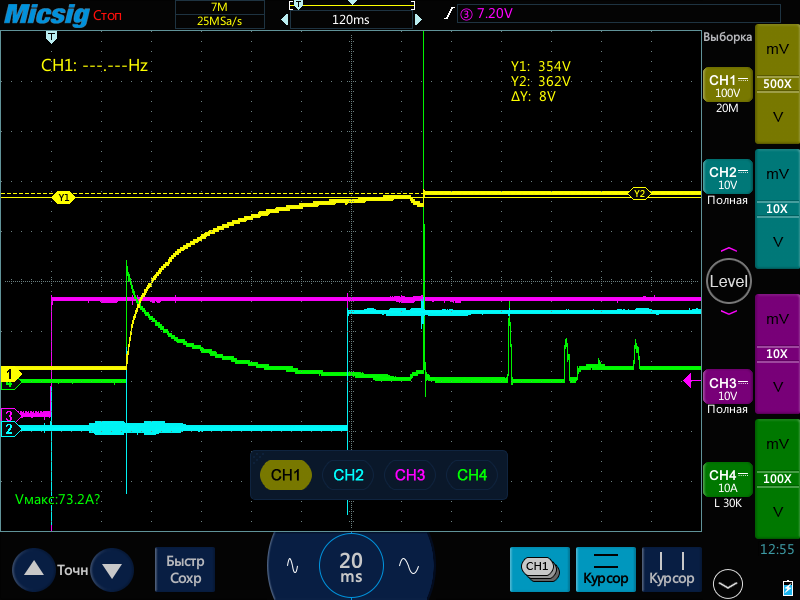 Micsig Стоп
7M
25MSa/s
T
120ms
3 7.20V
T
CH1: ---.---Hz
Y1: 354V
Y2: 362V
ΔY: 8V
Выборка
CH1
100V
20M
mV
500X
V
CH2
10V
Полная
mV
10X
V
Y1
Y2
Level
1
4
3
2
CH3
10V
Полная
mV
10X
V
CH1 CH2 CH3 CH4
Vмакс:73.2A?
CH4
10A
L 30K
mV
100X
V
12:55
Точн
Быстр
Сохр
20
ms
CH1
Курсор
Курсор